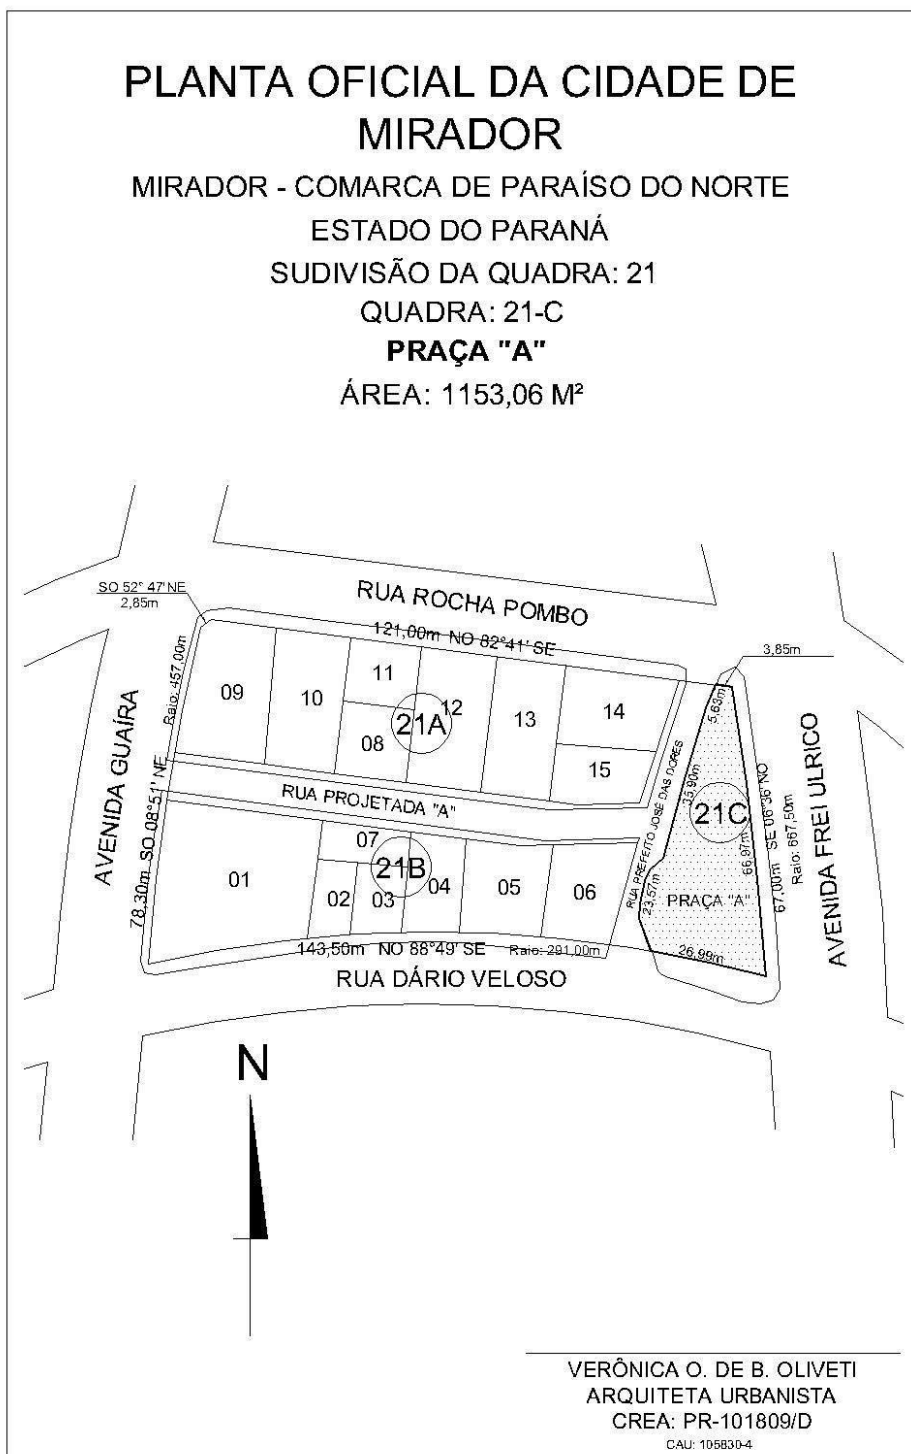 PLANTA OFICIAL DA CIDADE DE
MIRADOR
MIRADOR - COMARCA DE PARAÍSO DO NORTE
ESTADO DO PARANÁ
SUDIVISÃO DA QUADRA: 21
QUADRA: 21-C
PRAÇA "A"
ÁREA: 1153,06 M²
SO 52° 47' NE
2,85m
RUA ROCHA POMBO
121,00m NO 82°41' SE
3,85m
Raio: 457,00m
AVENIDA GUAÍRA
78,30m SO 08°51' NE
09
10
11
08
21A
12
13
14
15
5,63m
35,90m
21C
RUA PROJETADA "A"
RUA PREFEITO JOSÉ DAS DORES
66,97m
67,00m SE 06°36' NO
Raio: 667,50m
AVENIDA FREI ULRICO
01
07
21B
02
03
04
05
06
23,57m
PRAÇA "A"
26,99m
143,50m NO 88°49' SE
Raio: 291,00m
RUA DÁRIO VELOSO
N
VERÔNICA O. DE B. OLIVETI
ARQUITETA URBANISTA
CREA: PR-101809/D
CAU: 105830-4